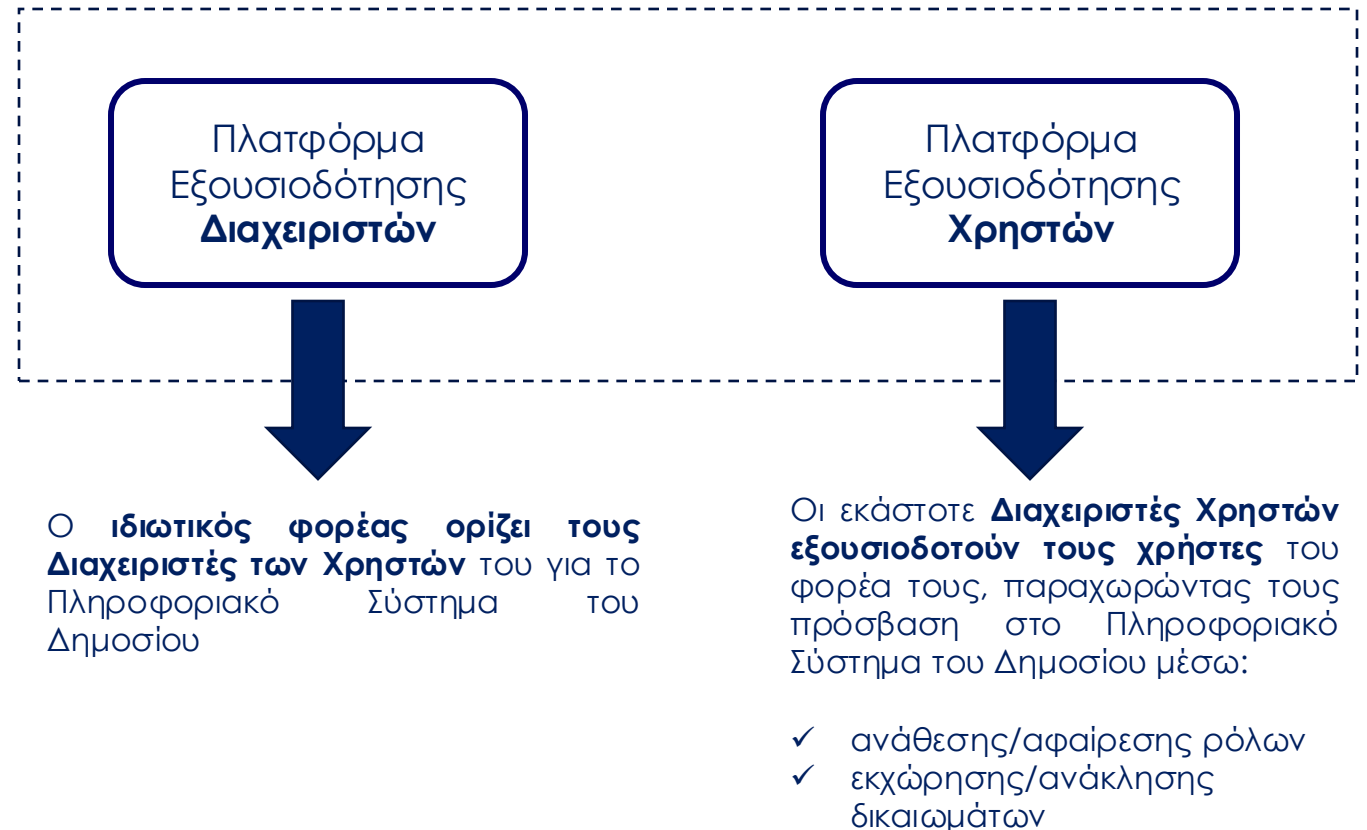 Πλατφόρμα
Εξουσιοδότησης
Διαχειριστών
Πλατφόρμα
Εξουσιοδότησης
Χρηστών
Ο ιδιωτικός φορέας ορίζει τους
Διαχειριστές των Χρηστών του για το
Πληροφοριακό Σύστημα του
Δημοσίου
Οι εκάστοτε Διαχειριστές Χρηστών
εξουσιοδοτούν τους χρήστες του
φορέα τους, παραχωρώντας τους
πρόσβαση στο Πληροφοριακό
Σύστημα του Δημοσίου μέσω:
✓ ανάθεσης/αφαίρεσης ρόλων
✓ εκχώρησης/ανάκλησης
δικαιωμάτων